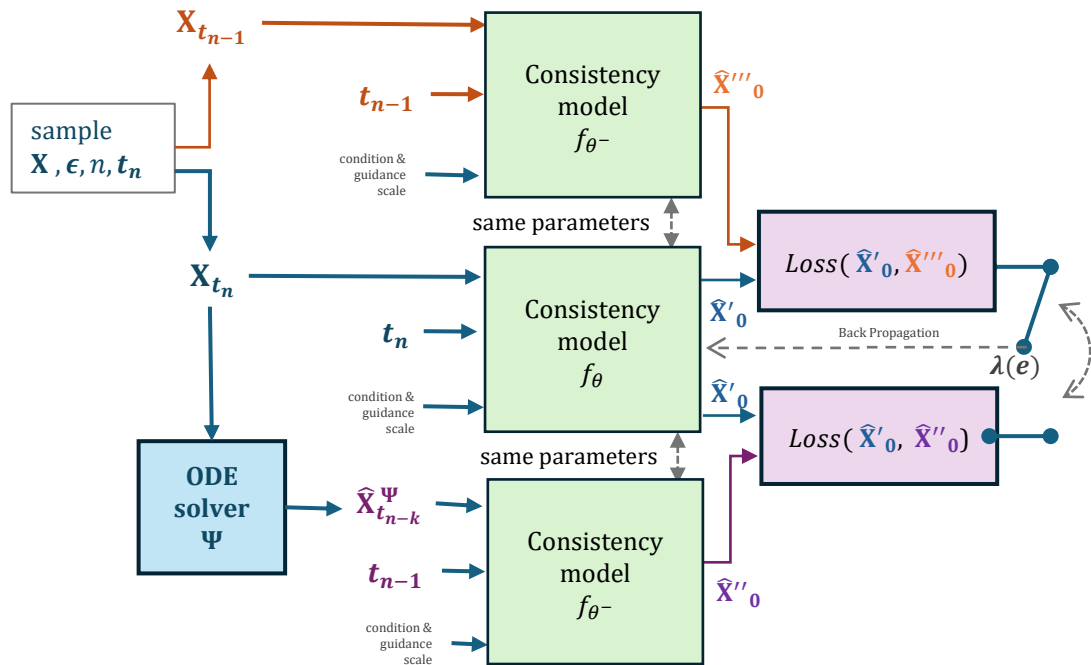 X_{t_{n-1}}
t_{n-1}
condition &
guidance
scale
Consistency
model
f_{θ^-}
X̂'''_0
sample
X , ϵ, n, t_n
same parameters
X_{t_n}
t_n
condition &
guidance
scale
Consistency
model
f_θ
X̂'_0
Loss( X̂'_0, X̂'''_0)
Back Propagation
λ(e)
X̂'_0
Loss( X̂'_0, X̂''_0)
same parameters
ODE
solver
Ψ
X̂^Ψ_{t_{n-k}}
t_{n-1}
condition &
guidance
scale
Consistency
model
f_{θ^-}
X̂''_0